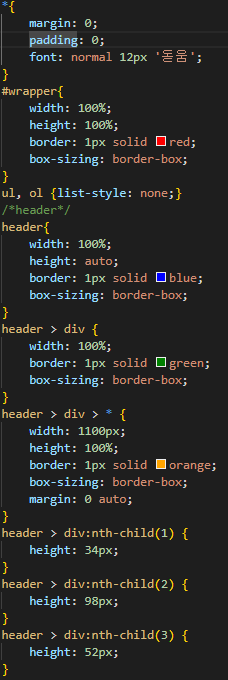 *{
    margin: 0;
    padding: 0;
    font: normal 12px '돋움';
}
#wrapper{
    width: 100%;
    height: 100%;
    border: 1px solid red;
    box-sizing: border-box;
}
ul, ol {list-style: none;}
/*header*/
header{
    width: 100%;
    height: auto;
    border: 1px solid blue;
    box-sizing: border-box;
}
header > div {
    width: 100%;
    border: 1px solid green;
    box-sizing: border-box;
}
header > div > * {
    width: 1100px;
    height: 100%;
    border: 1px solid orange;
    box-sizing: border-box;
    margin: 0 auto;
}
header > div:nth-child(1) {
    height: 34px;
}
header > div:nth-child(2) {
    height: 98px;
}
header > div:nth-child(3) {
    height: 52px;
}